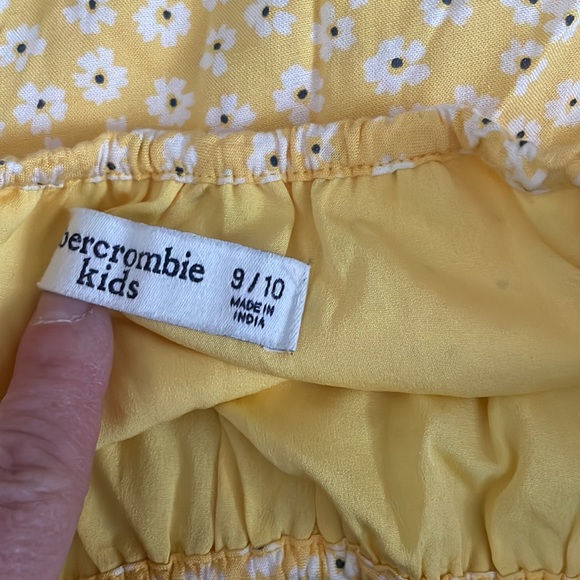 bercrombie
kids
9/10
MADE IN
INDIA